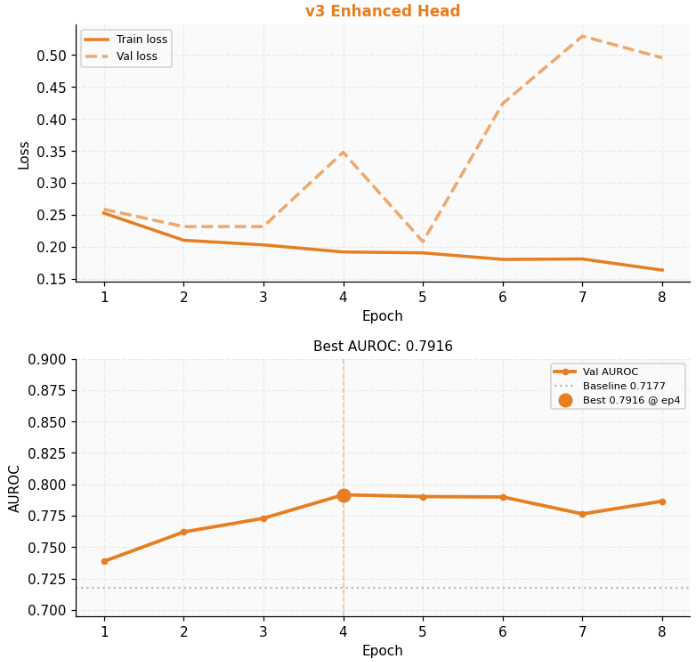 v3 Enhanced Head
Train loss
Val loss
0.50
0.45
0.40
0.35
0.30
0.25
0.20
0.15
Loss
1 2 3 4 5 6 7 8
Epoch
Best AUROC: 0.7916
Val AUROC
Baseline 0.7177
Best 0.7916 @ ep4
0.900
0.875
0.850
0.825
0.800
0.775
0.750
0.725
0.700
AUROC
1 2 3 4 5 6 7 8
Epoch